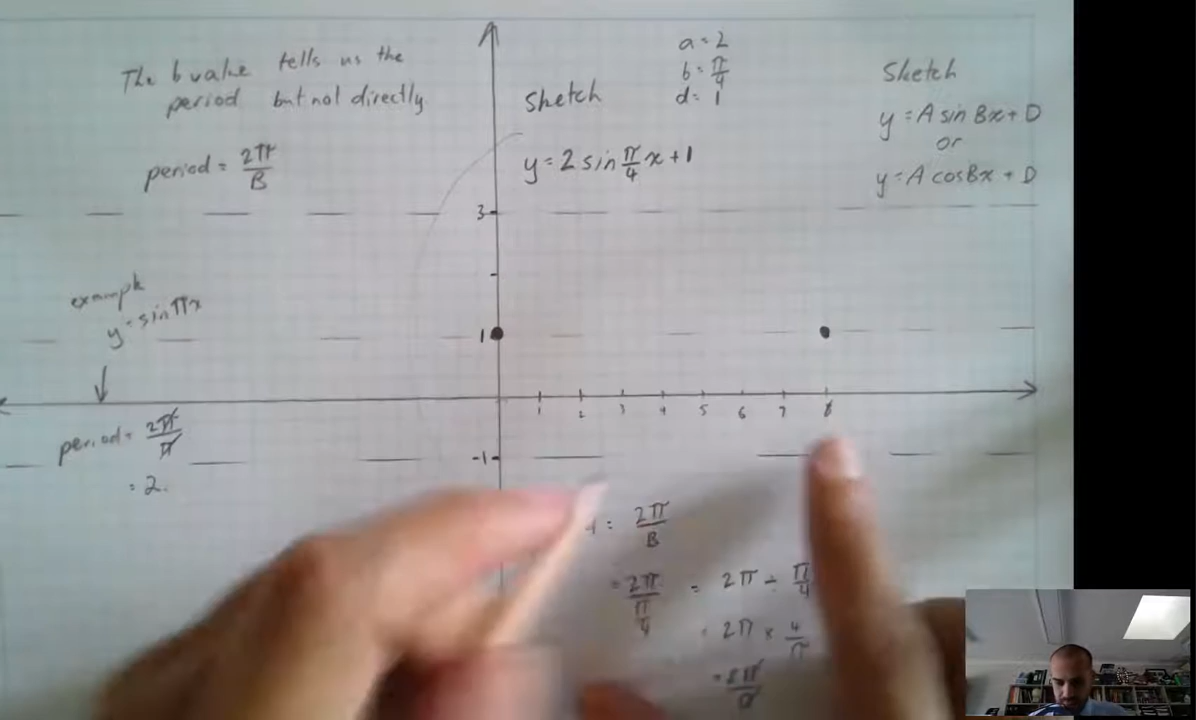 The b value tells us the
period but not directly
period = 2π/B
example
y = sin πx
period = 2π/π
= 2.
Sketch
y = 2 sin π/4 x + 1
a = 2
b = π/4
d = 1
Sketch
y = A sin Bx + D
or
y = A cos Bx + D
3
1
-1
1 2 3 4 5 6 7 8
= 2π/B
= 2π/(π/4) = 2π ÷ π/4
= 2π × 4/π
= 8π/π